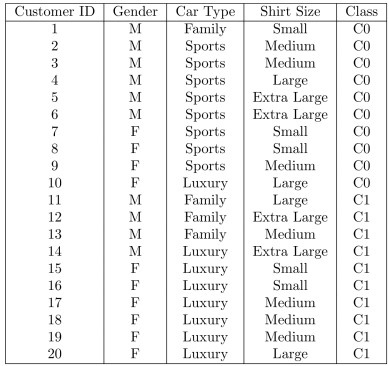 Customer ID Gender Car Type Shirt Size Class
1 M Family Small C0
2 M Sports Medium C0
3 M Sports Medium C0
4 M Sports Large C0
5 M Sports Extra Large C0
6 M Sports Extra Large C0
7 F Sports Small C0
8 F Sports Small C0
9 F Sports Medium C0
10 F Luxury Large C0
11 M Family Large C1
12 M Family Extra Large C1
13 M Family Medium C1
14 M Luxury Extra Large C1
15 F Luxury Small C1
16 F Luxury Small C1
17 F Luxury Medium C1
18 F Luxury Medium C1
19 F Luxury Medium C1
20 F Luxury Large C1